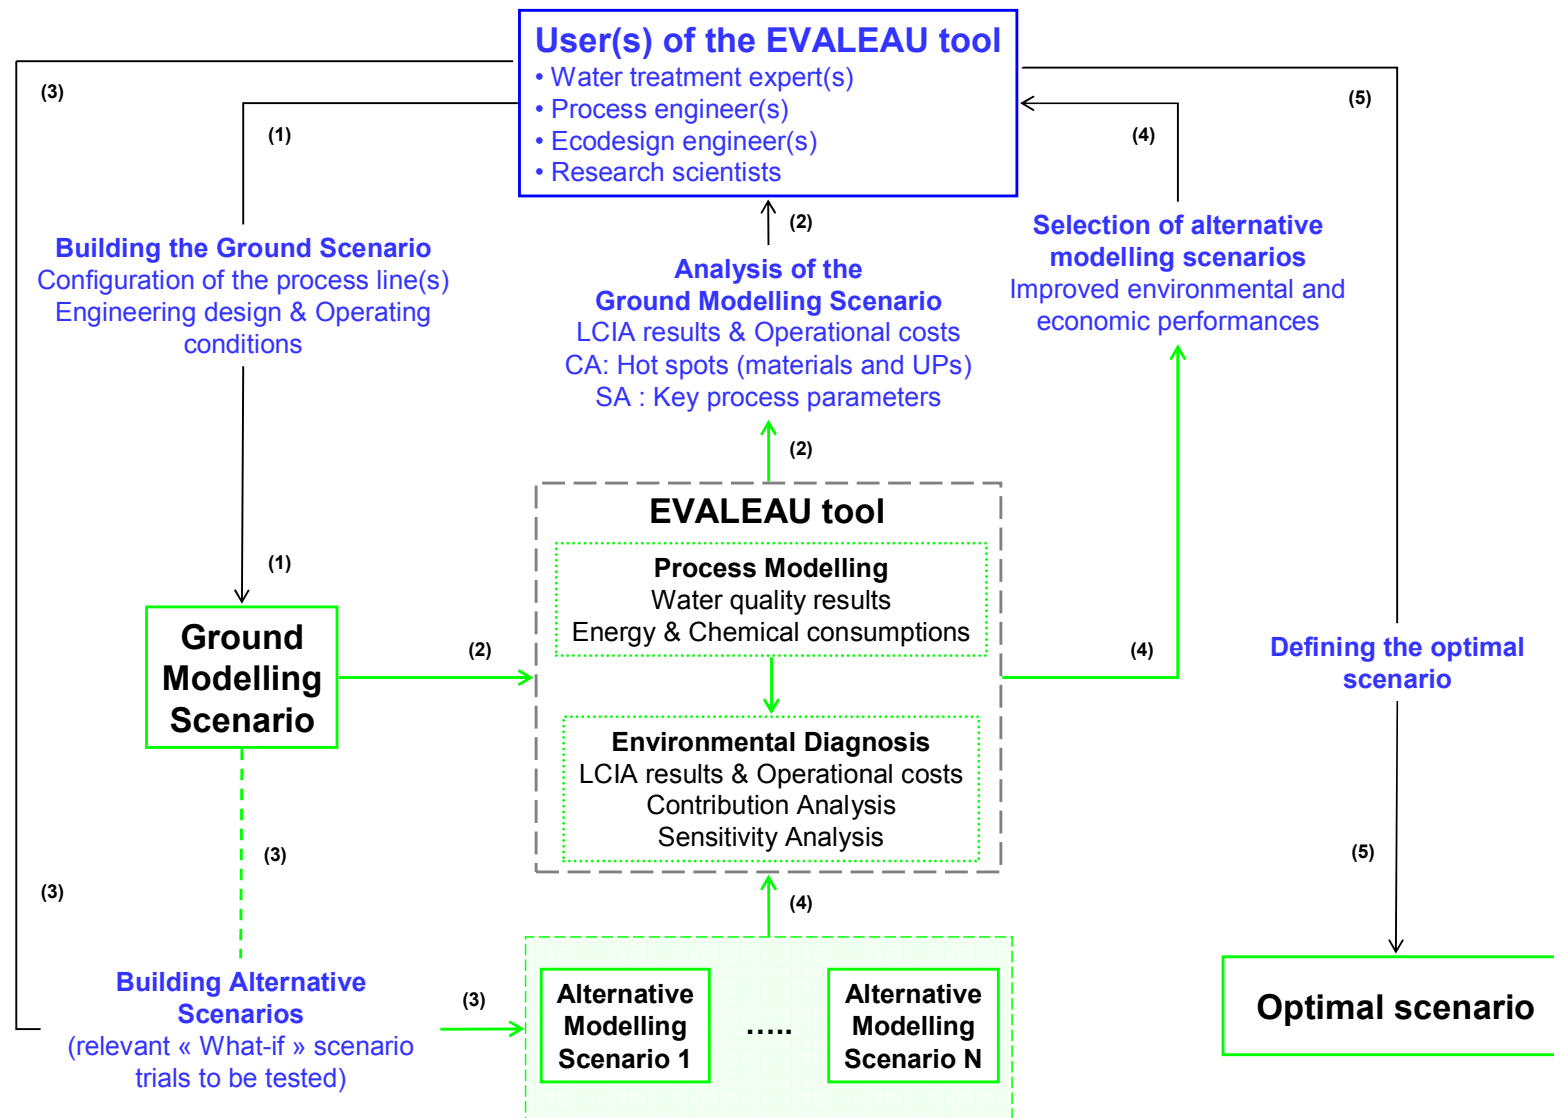 User(s) of the EVALEAU tool
• Water treatment expert(s)
• Process engineer(s)
• Ecodesign engineer(s)
• Research scientists
(3)
(1)
(5)
(4)
(2)
Building the Ground Scenario
Configuration of the process line(s)
Engineering design & Operating
conditions
Analysis of the
Ground Modelling Scenario
LCIA results & Operational costs
CA: Hot spots (materials and UPs)
SA : Key process parameters
Selection of alternative
modelling scenarios
Improved environmental and
economic performances
(2)
(1)
EVALEAU tool
Process Modelling
Water quality results
Energy & Chemical consumptions
Ground
Modelling
Scenario
(2)
(4)
Defining the optimal
scenario
Environmental Diagnosis
LCIA results & Operational costs
Contribution Analysis
Sensitivity Analysis
(3)
(5)
(3)
(4)
Building Alternative
Scenarios
(relevant « What-if » scenario
trials to be tested)
(3)
Alternative
Modelling
Scenario 1
.....
Alternative
Modelling
Scenario N
Optimal scenario